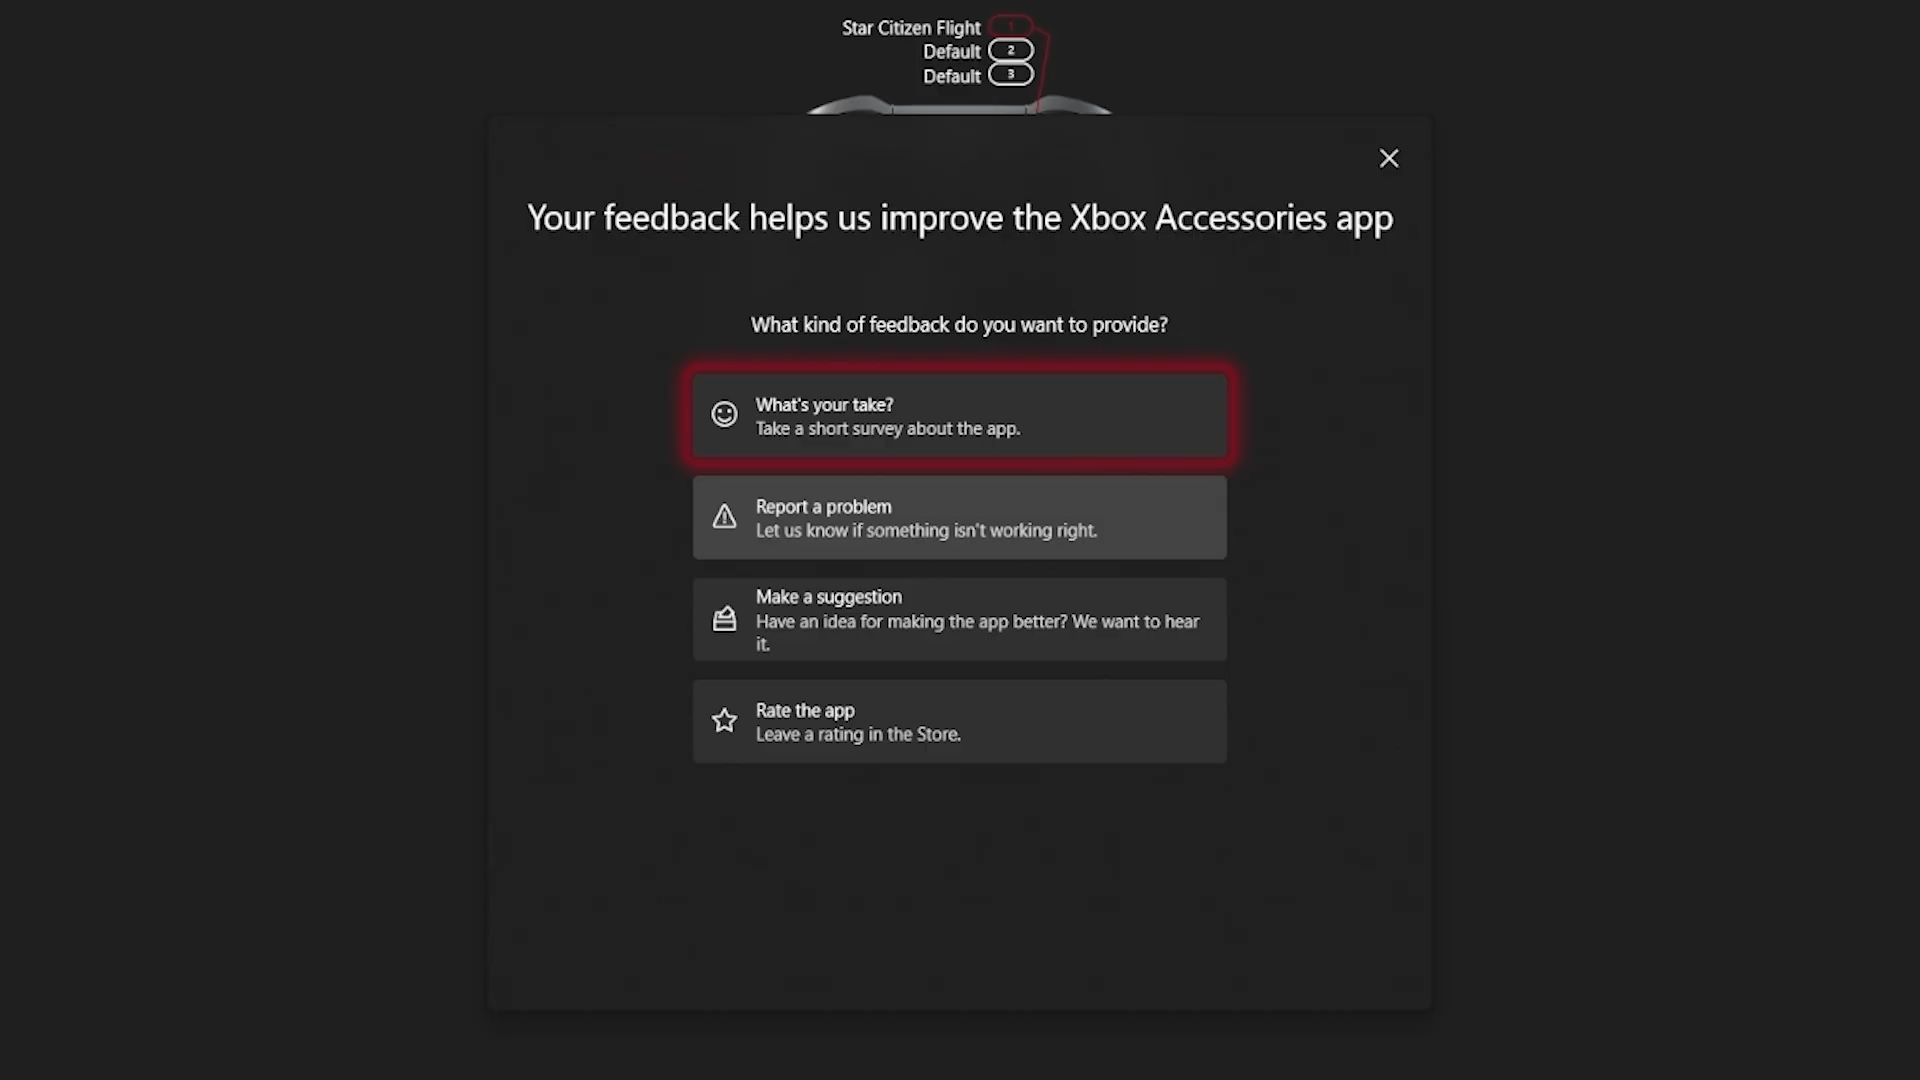 Star Citizen Flight 1
Default 2
Default 3
Your feedback helps us improve the Xbox Accessories app
What kind of feedback do you want to provide?
What's your take?
Take a short survey about the app.
Report a problem
Let us know if something isn't working right.
Make a suggestion
Have an idea for making the app better? We want to hear
it.
Rate the app
Leave a rating in the Store.